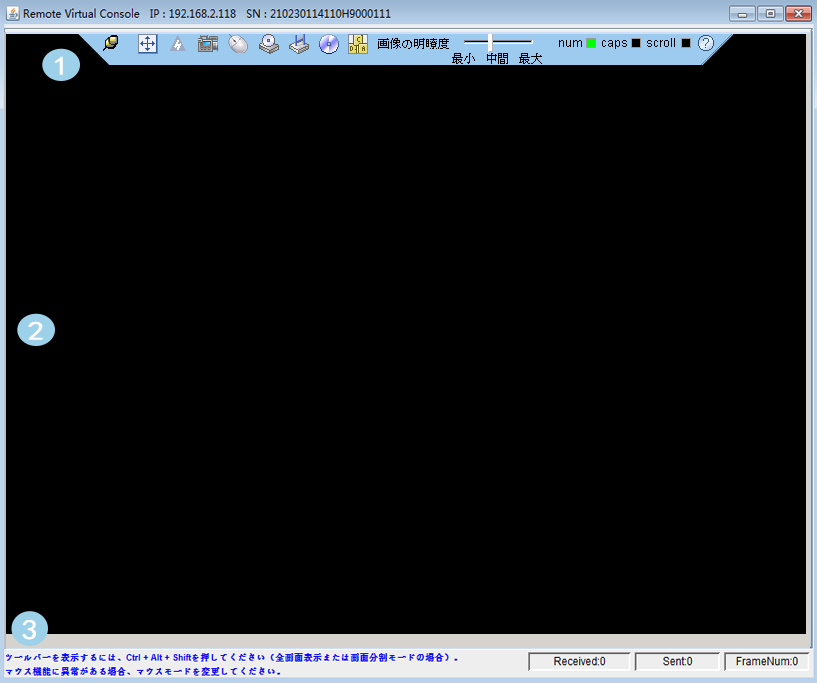 Remote Virtual Console IP : 192.168.2.118 SN : 210230114110H9000111
1
画像の明瞭度
最小 中間 最大
num caps scroll ?
2
3
ツールバーを表示するには、Ctrl + Alt + Shiftを押してください（全画面表示または画面分割モードの場合）。
マウス機能に異常がある場合、マウスモードを変更してください。
Received:0 Sent:0 FrameNum:0